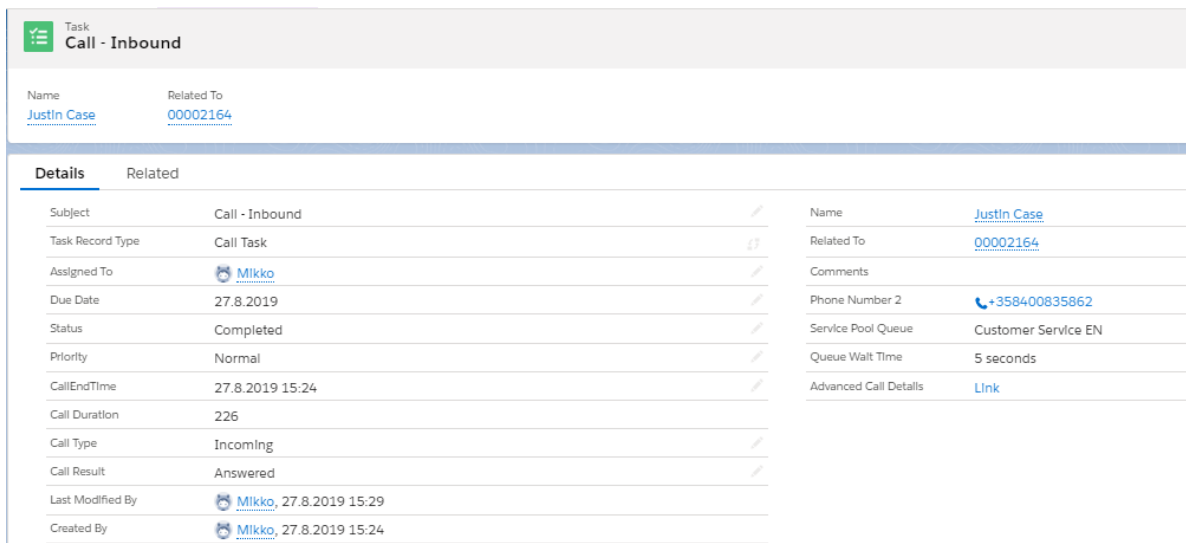 Task
Call - Inbound
Name Related To
Justin Case 00002164
Details Related
Subject Call - Inbound
Task Record Type Call Task
Assigned To Mikko
Due Date 27.8.2019
Status Completed
Priority Normal
CallEndTime 27.8.2019 15:24
Call Duration 226
Call Type Incoming
Call Result Answered
Last Modified By Mikko, 27.8.2019 15:29
Created By Mikko, 27.8.2019 15:24
Name Justin Case
Related To 00002164
Comments
Phone Number 2 +358400835862
Service Pool Queue Customer Service EN
Queue Wait Time 5 seconds
Advanced Call Details Link